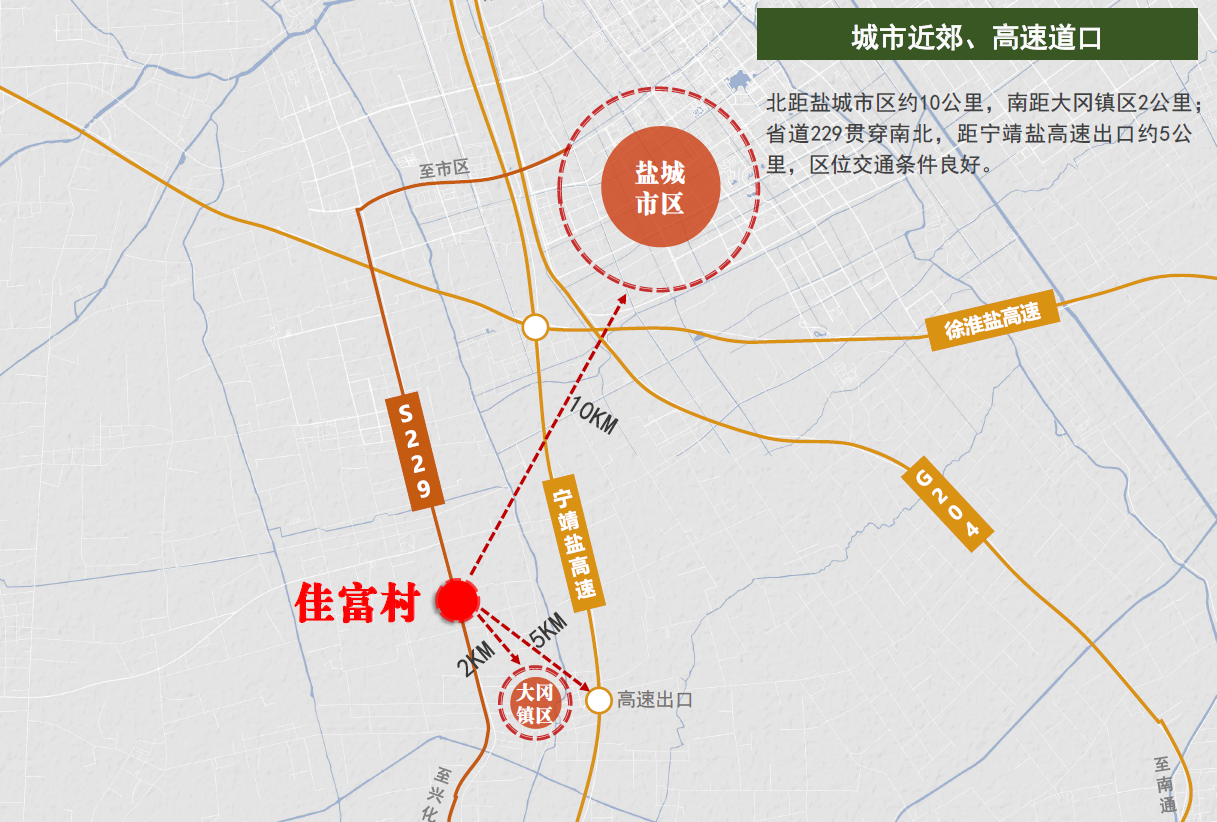 城市近郊、高速道口
北距盐城市区约10公里，南距大冈镇区2公里；
省道229贯穿南北，距宁靖盐高速出口约5公
里，区位交通条件良好。
至市区
盐城
市区
徐淮盐高速
10KM
S229
G204
宁靖盐高速
佳富村
5KM
2KM
大冈
镇区
高速出口
至兴化
至南通